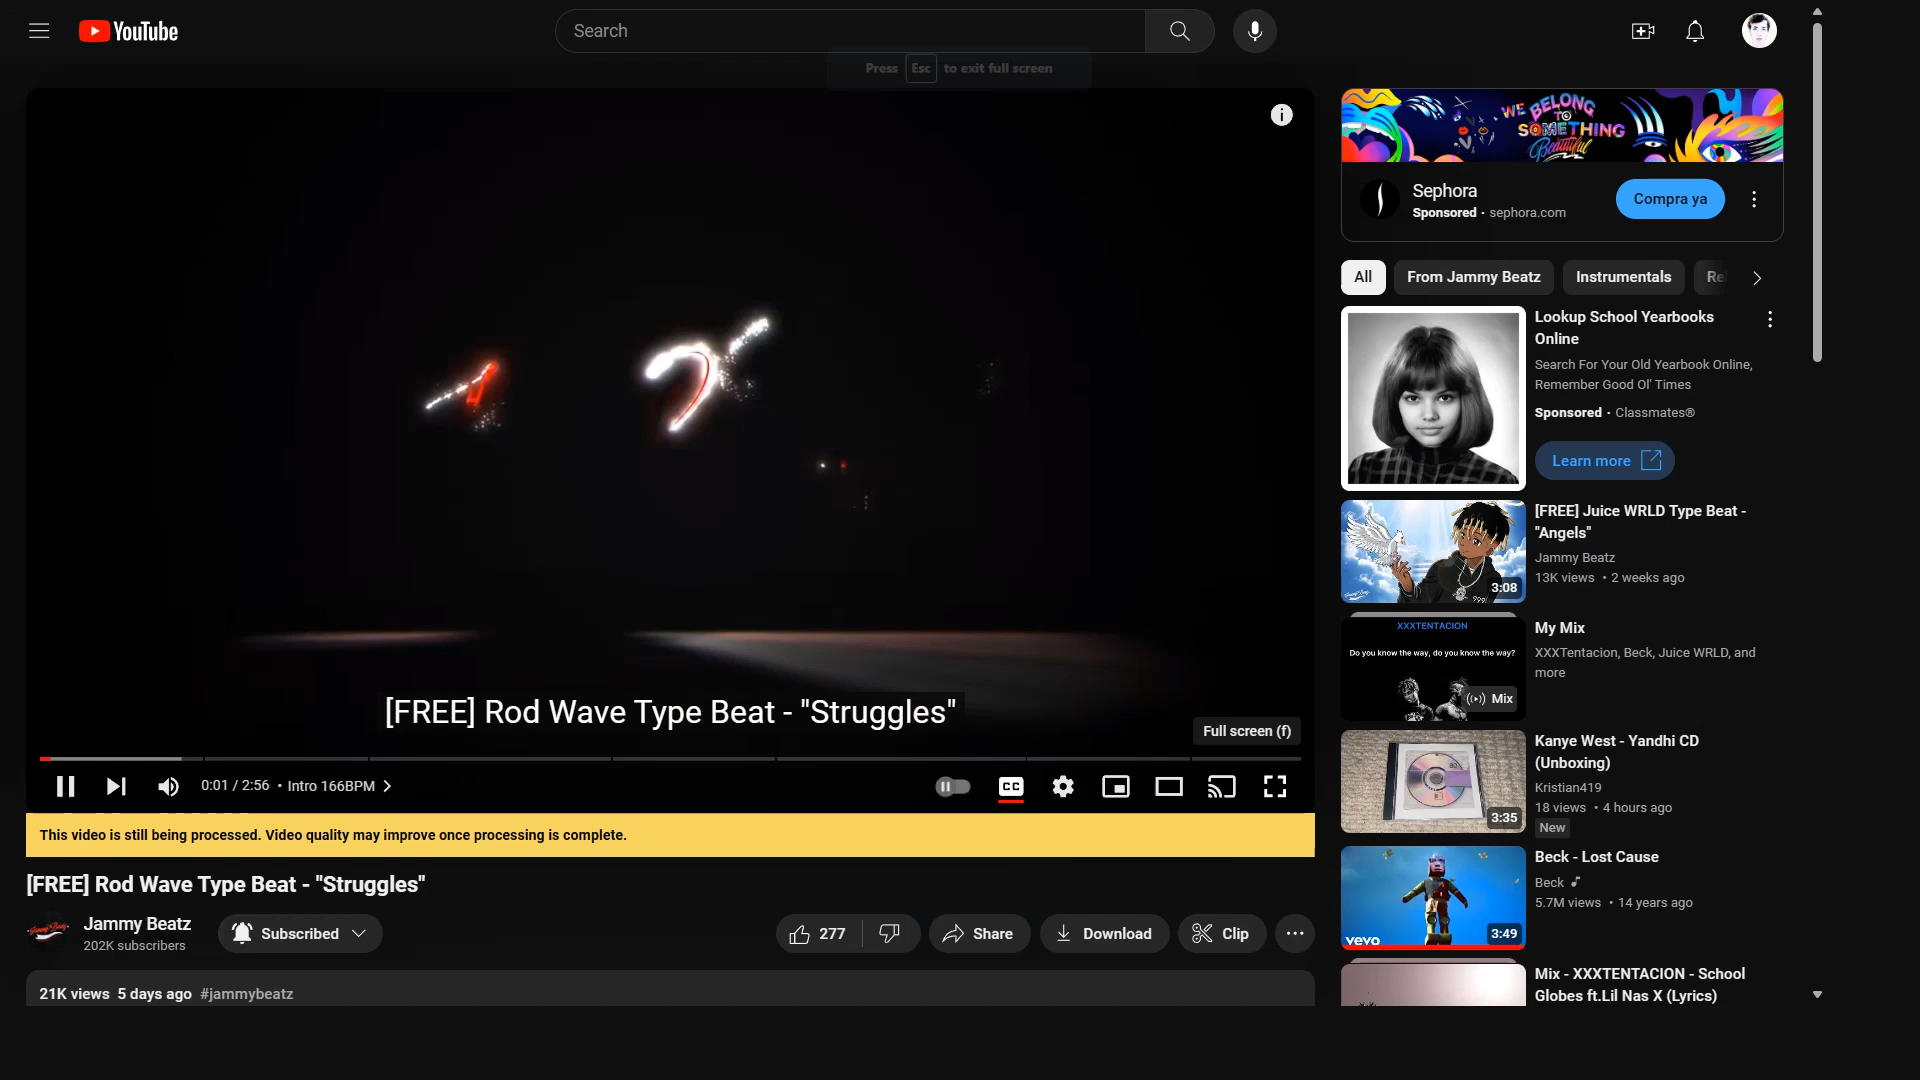 YouTube
Search
Press Esc to exit full screen
[FREE] Rod Wave Type Beat - "Struggles"
Full screen (f)
0:01 / 2:56 • Intro 166BPM
CC
This video is still being processed. Video quality may improve once processing is complete.
[FREE] Rod Wave Type Beat - "Struggles"
Jammy Beatz
202K subscribers
Subscribed
277
Share
Download
Clip
21K views 5 days ago #jammybeatz
WE BELONG
TO
SOMETHING
Beautiful
Sephora
Sponsored · sephora.com
Compra ya
All
From Jammy Beatz
Instrumentals
Lookup School Yearbooks
Online
Search For Your Old Yearbook Online,
Remember Good Ol' Times
Sponsored · Classmates®
Learn more
3:08
[FREE] Juice WRLD Type Beat -
"Angels"
Jammy Beatz
13K views • 2 weeks ago
XXXTENTACION
Do you know the way, do you know the way?
Mix
My Mix
XXXTentacion, Beck, Juice WRLD, and
more
3:35
Kanye West - Yandhi CD
(Unboxing)
Kristian419
18 views • 4 hours ago
New
vevo
3:49
Beck - Lost Cause
Beck
5.7M views • 14 years ago
Mix - XXXTENTACION - School
Globes ft.Lil Nas X (Lyrics)